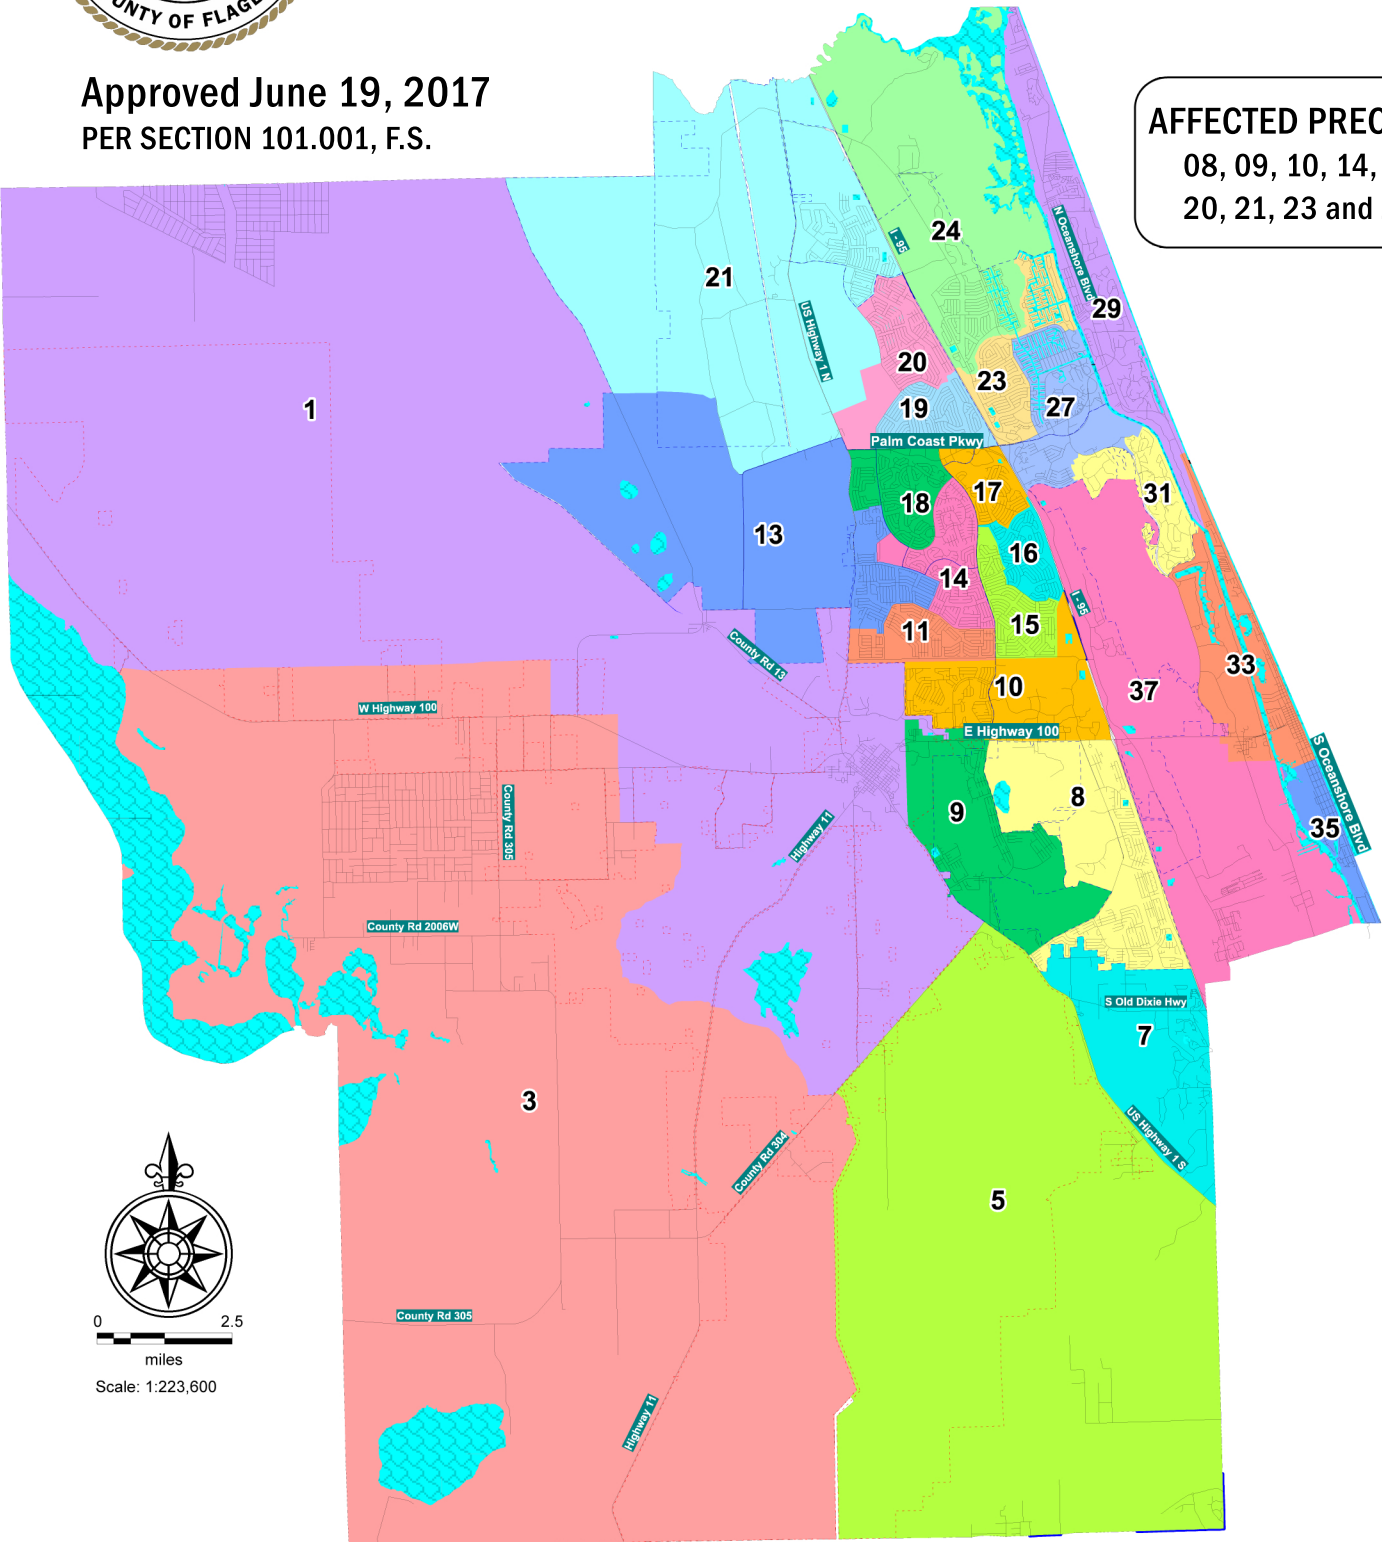 UNTY OF FLAGE
Approved June 19, 2017
PER SECTION 101.001, F.S.
AFFECTED PREC
08, 09, 10, 14,
20, 21, 23 and
24
I - 95
N Oceanshore Blvd
29
21
US Highway 1 N
20
23
1
19
27
Palm Coast Pkwy
18
17
31
13
16
14
I - 95
11
15
County Rd 13
33
10
37
W Highway 100
E Highway 100
S Oceanshore Blvd
County Rd 305
9
8
Highway 11
35
County Rd 2006W
S Old Dixie Hwy
7
3
US Highway 1 S
County Rd 304
5
0 2.5
miles
Scale: 1:223,600
County Rd 305
Highway 11